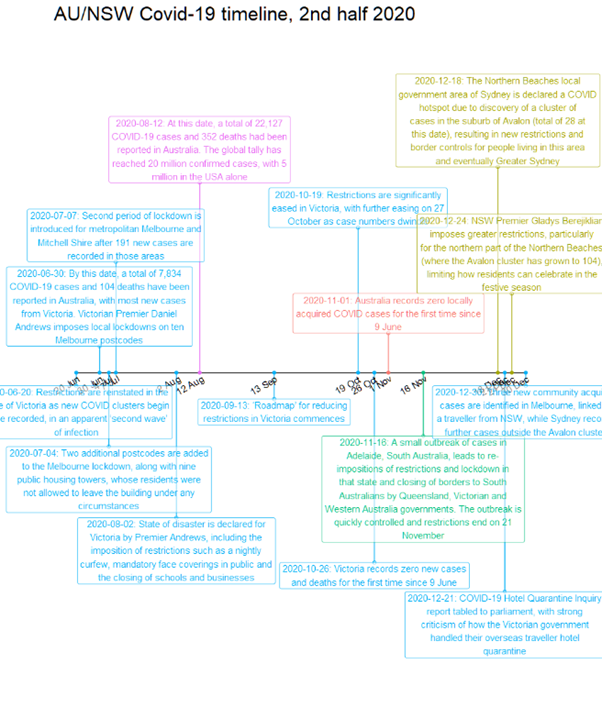 AU/NSW Covid-19 timeline, 2nd half 2020
2020-12-18: The Northern Beaches local
government area of Sydney is declared a COVID
hotspot due to discovery of a cluster of
cases in the suburb of Avalon (total of 28 at
this date), resulting in new restrictions and
border controls for people living in this area
and eventually Greater Sydney
2020-08-12: At this date, a total of 22,127
COVID-19 cases and 352 deaths had been
reported in Australia. The global tally has
reached 20 million confirmed cases, with 5
million in the USA alone
2020-10-19: Restrictions are significantly
eased in Victoria, with further easing on 27
October as case numbers
2020-07-07: Second period of lockdown is
introduced for metropolitan Melbourne and
Mitchell Shire after 191 new cases are
recorded in those areas
2020-12-24: NSW Premier Gladys Berejiklian
imposes greater restrictions, particularly
for the northern part of the Northern Beaches
(where the Avalon cluster has grown to 104),
limiting how residents can celebrate in the
festive season
2020-06-30: By this date, a total of 7,834
COVID-19 cases and 104 deaths have been
reported in Australia, with most new cases
from Victoria. Victorian Premier Daniel
Andrews imposes local lockdowns on ten
Melbourne postcodes
2020-11-01: Australia records zero locally
acquired COVID cases for the first time since
9 June
2 Aug
12 Aug
13 Sep
19 Oct
26 Oct
1 Nov
16 Nov
0-06-20: Restrictions are reinstated in the
e of Victoria as new COVID clusters begin
e recorded, in an apparent 'second wave'
of infection
2020-09-13: 'Roadmap' for reducing
restrictions in Victoria commences
2020-12-30: Three new community acqui
cases are identified in Melbourne, linked
a traveller from NSW, while Sydney reco
further cases outside the Avalon cluste
2020-07-04: Two additional postcodes are added
to the Melbourne lockdown, along with nine
public housing towers, whose residents were
not allowed to leave the building under any
circumstances
2020-11-16: A small outbreak of cases in
Adelaide, South Australia, leads to re-
impositions of restrictions and lockdown in
that state and closing of borders to South
Australians by Queensland, Victorian and
Western Australia governments. The outbreak is
quickly controlled and restrictions end on 21
November
2020-08-02: State of disaster is declared for
Victoria by Premier Andrews, including the
imposition of restrictions such as a nightly
curfew, mandatory face coverings in public and
the closing of schools and businesses
2020-10-26: Victoria records zero new cases
and deaths for the first time since 9 June
2020-12-21: COVID-19 Hotel Quarantine Inquiry
report tabled to parliament, with strong
criticism of how the Victorian government
handled their overseas traveller hotel
quarantine